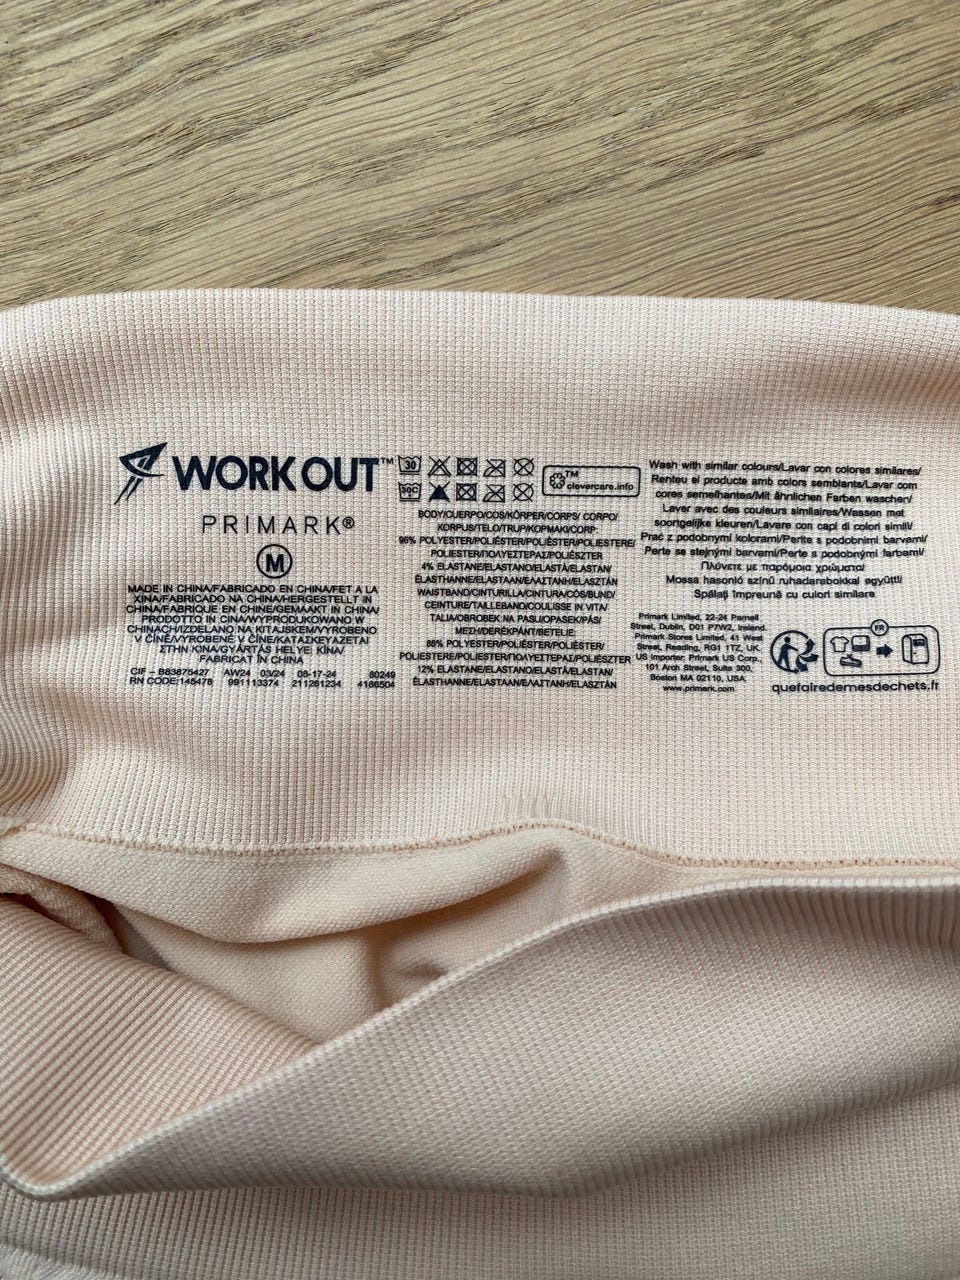 WORK OUT™
PRIMARK®
M
MADE IN CHINA/FABRICADO EN CHINA/FET A LA
XINA/FABRICADO NA CHINA/HERGESTELLT IN
CHINA/FABRIQUE EN CHINE/GEMAAKT IN CHINA/
PRODOTTO IN CINA/WYPRODUKOWANO W
CHINACH/IZDELANO NA KITAJSKEM/VYROBENO
V ČÍNĚ/VYROBENÉ V ČÍNE/ΚΑΤΑΣΚΕΥΑΖΕΤΑΙ
ΣΤΗΝ ΚΙΝΑ/GYÁRTÁS HELYE: KÍNA/
FABRICAT ÎN CHINA
CIF – B83875427 AW24 03/24 08-17-24 80249
RN CODE:145478 991113374 211261234 4186504
30
SGC
™
clevercare.info
BODY/CUERPO/COS/KÖRPER/CORPS/ CORPO/
KORPUS/TELO/TRUP/ΚΟΡΜΑΚΙ/CORP:
96% POLYESTER/POLIÉSTER/POLIÈSTER/POLIESTERE/
POLIESTER/ΠΟΛΥΕΣΤΕΡΑΣ/POLIÉSZTER
4% ELASTANE/ELASTANO/ELASTÀ/ELASTAN/
ÉLASTHANNE/ELASTAAN/ΕΛΑΣΤΑΝΗ/ELASZTÁN
WAISTBAND/CINTURILLA/CINTURA/CÓS/BUND/
CEINTURE/TAILLEBAND/COULISSE IN VITA/
TALIA/OBROBEK NA PASU/OPASEK/PÁS/
ΜΕΣΗ/DERÉKPÁNT/BETELIE:
88% POLYESTER/POLIÉSTER/POLIÈSTER/
POLIESTERE/POLIESTER/ΠΟΛΥΕΣΤΕΡΑΣ/POLIÉSZTER
12% ELASTANE/ELASTANO/ELASTÀ/ELASTAN/
ÉLASTHANNE/ELASTAAN/ΕΛΑΣΤΑΝΗ/ELASZTÁN
Wash with similar colours/Lavar con colores similares/
Renteu el producte amb colors semblants/Lavar com
cores semelhantes/Mit ähnlichen Farben waschen/
Laver avec des couleurs similaires/Wassen met
soortgelijke kleuren/Lavare con capi di colori simili/
Prać z podobnymi kolorami/Perite s podobnimi barvami/
Perte se stejnými barvami/Perte s podobnými farbami/
Πλύνετε με παρόμοια χρώματα/
Mossa hasonló színű ruhadarabokkal együtt/
Spălați împreună cu culori similare
Primark Limited, 22-24 Parnell
Street, Dublin, D01 P7W2, Ireland.
Primark Stores Limited, 41 West
Street, Reading, RG1 1TZ, UK.
US Importer, Primark US Corp.,
101 Arch Street, Suite 300,
Boston MA 02110, USA
www.primark.com
FR
quefairedemesdechets.fr